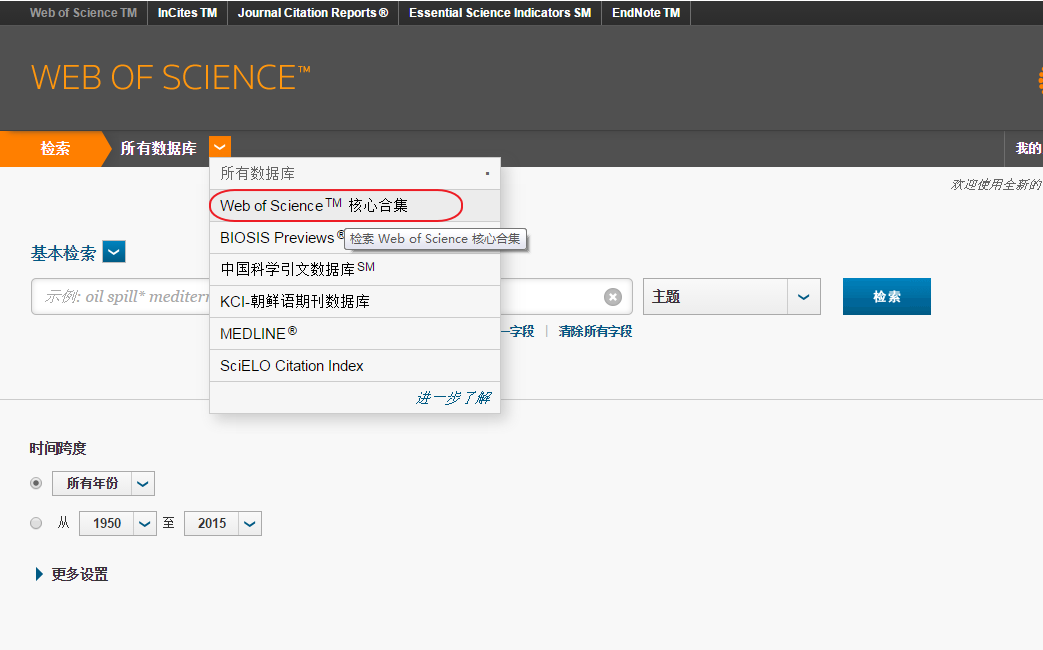 Web of Science TM InCites TM Journal Citation Reports ® Essential Science Indicators SM EndNote TM
WEB OF SCIENCE™
检索 所有数据库 我的
所有数据库
欢迎使用全新的
Web of Science TM 核心合集
BIOSIS Previews ®
检索 Web of Science 核心合集
基本检索
中国科学引文数据库 SM
示例: oil spill* mediterr
主题
检索
KCI-朝鲜语期刊数据库
一字段 | 清除所有字段
MEDLINE ®
SciELO Citation Index
进一步了解
时间跨度
所有年份
从 1950 至 2015
更多设置